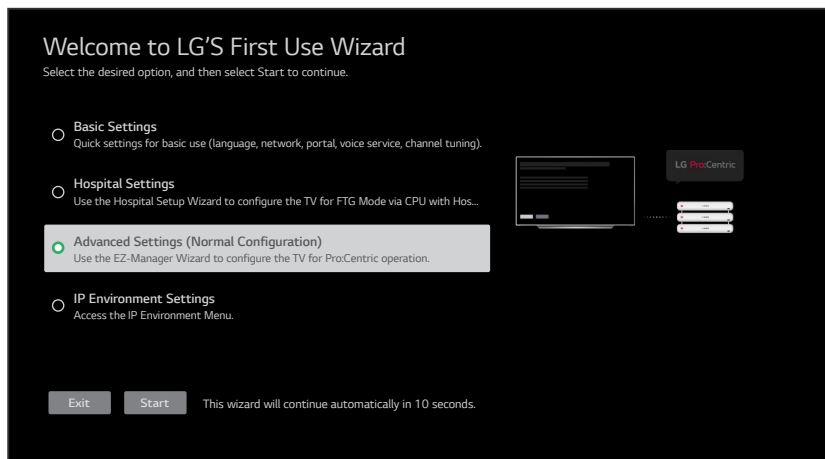 Welcome to LG'S First Use Wizard
Select the desired option, and then select Start to continue.
Basic Settings
Quick settings for basic use (language, network, portal, voice service, channel tuning).
Hospital Settings
Use the Hospital Setup Wizard to configure the TV for FTG Mode via CPU with Hos...
Advanced Settings (Normal Configuration)
Use the EZ-Manager Wizard to configure the TV for Pro:Centric operation.
IP Environment Settings
Access the IP Environment Menu.
LG Pro:Centric
Exit
Start
This wizard will continue automatically in 10 seconds.